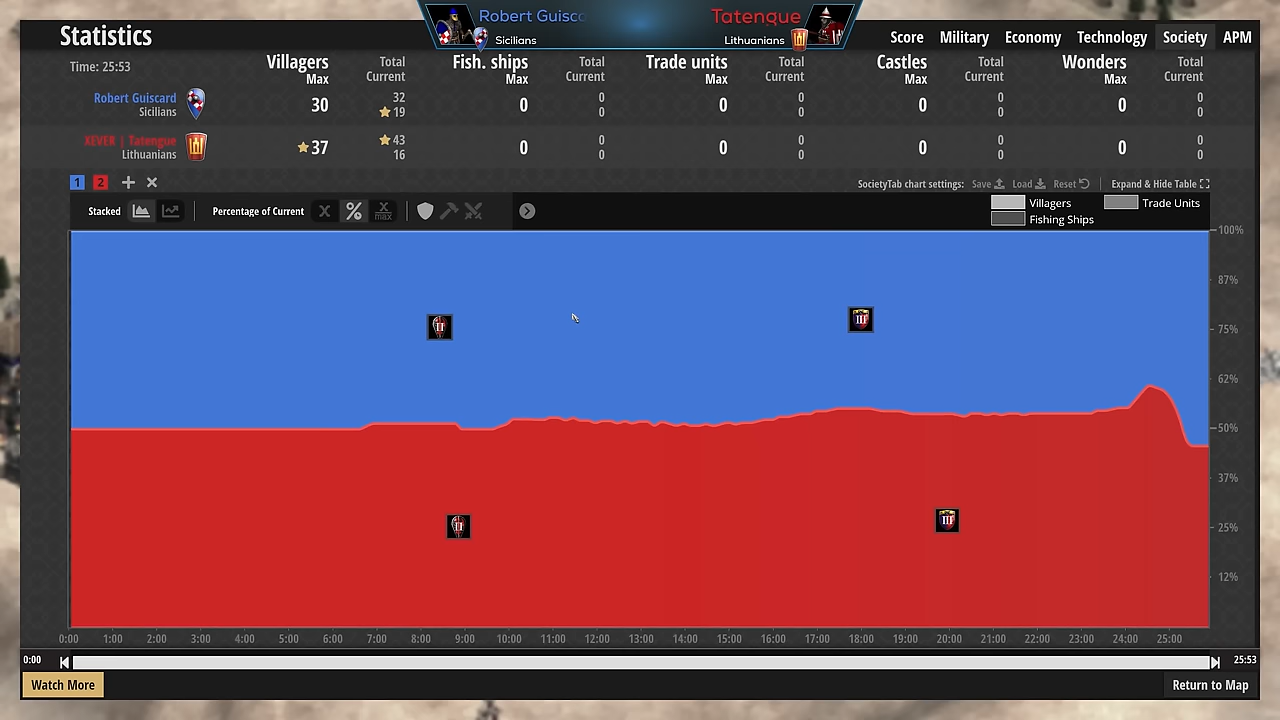 Robert Guisc
Sicilians
Tatengue
Lithuanians
Statistics
Score Military Economy Technology Society APM
Time: 25:53
Villagers Max Total Current
Fish. ships Max Total Current
Trade units Max Total Current
Castles Max Total Current
Wonders Max Total Current
Robert Guiscard
Sicilians
30 32 19 0 0 0 0 0 0 0 0 0 0 0 0
XEVER | Tatengue
Lithuanians
37 43 16 0 0 0 0 0 0 0 0 0 0 0 0
1 2
SocietyTab chart settings: Save Load Reset Expand & Hide Table
Stacked
Percentage of Current
X % X MAX
Villagers
Trade Units
Fishing Ships
100%
87%
75%
62%
50%
37%
25%
12%
II
III
II
III
0:00 1:00 2:00 3:00 4:00 5:00 6:00 7:00 8:00 9:00 10:00 11:00 12:00 13:00 14:00 15:00 16:00 17:00 18:00 19:00 20:00 21:00 22:00 23:00 24:00 25:00
0:00
25:53
Watch More
Return to Map